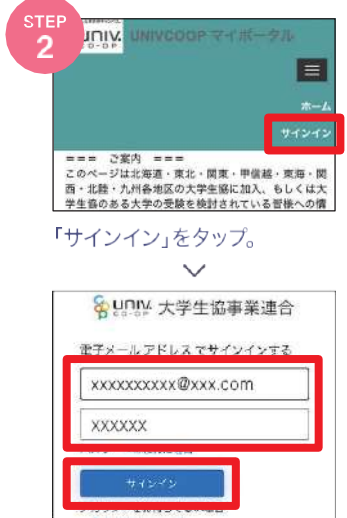 STEP
2
UNIV.
CO-OP
UNIVCOOP マイポータル
ホーム
サインイン
=== ご案内 ===
このページは北海道・東北・関東・甲信越・東海・関
西・北陸・九州各地区の大学生協に加入、もしくは大
学生協のある大学の受験を検討されている皆様への情
「サインイン」をタップ。
UNIV.
CO-OP
大学生協事業連合
電子メール アドレス でサインインする
xxxxxxxxxx@xxx.com
XXXXXX
サインイン